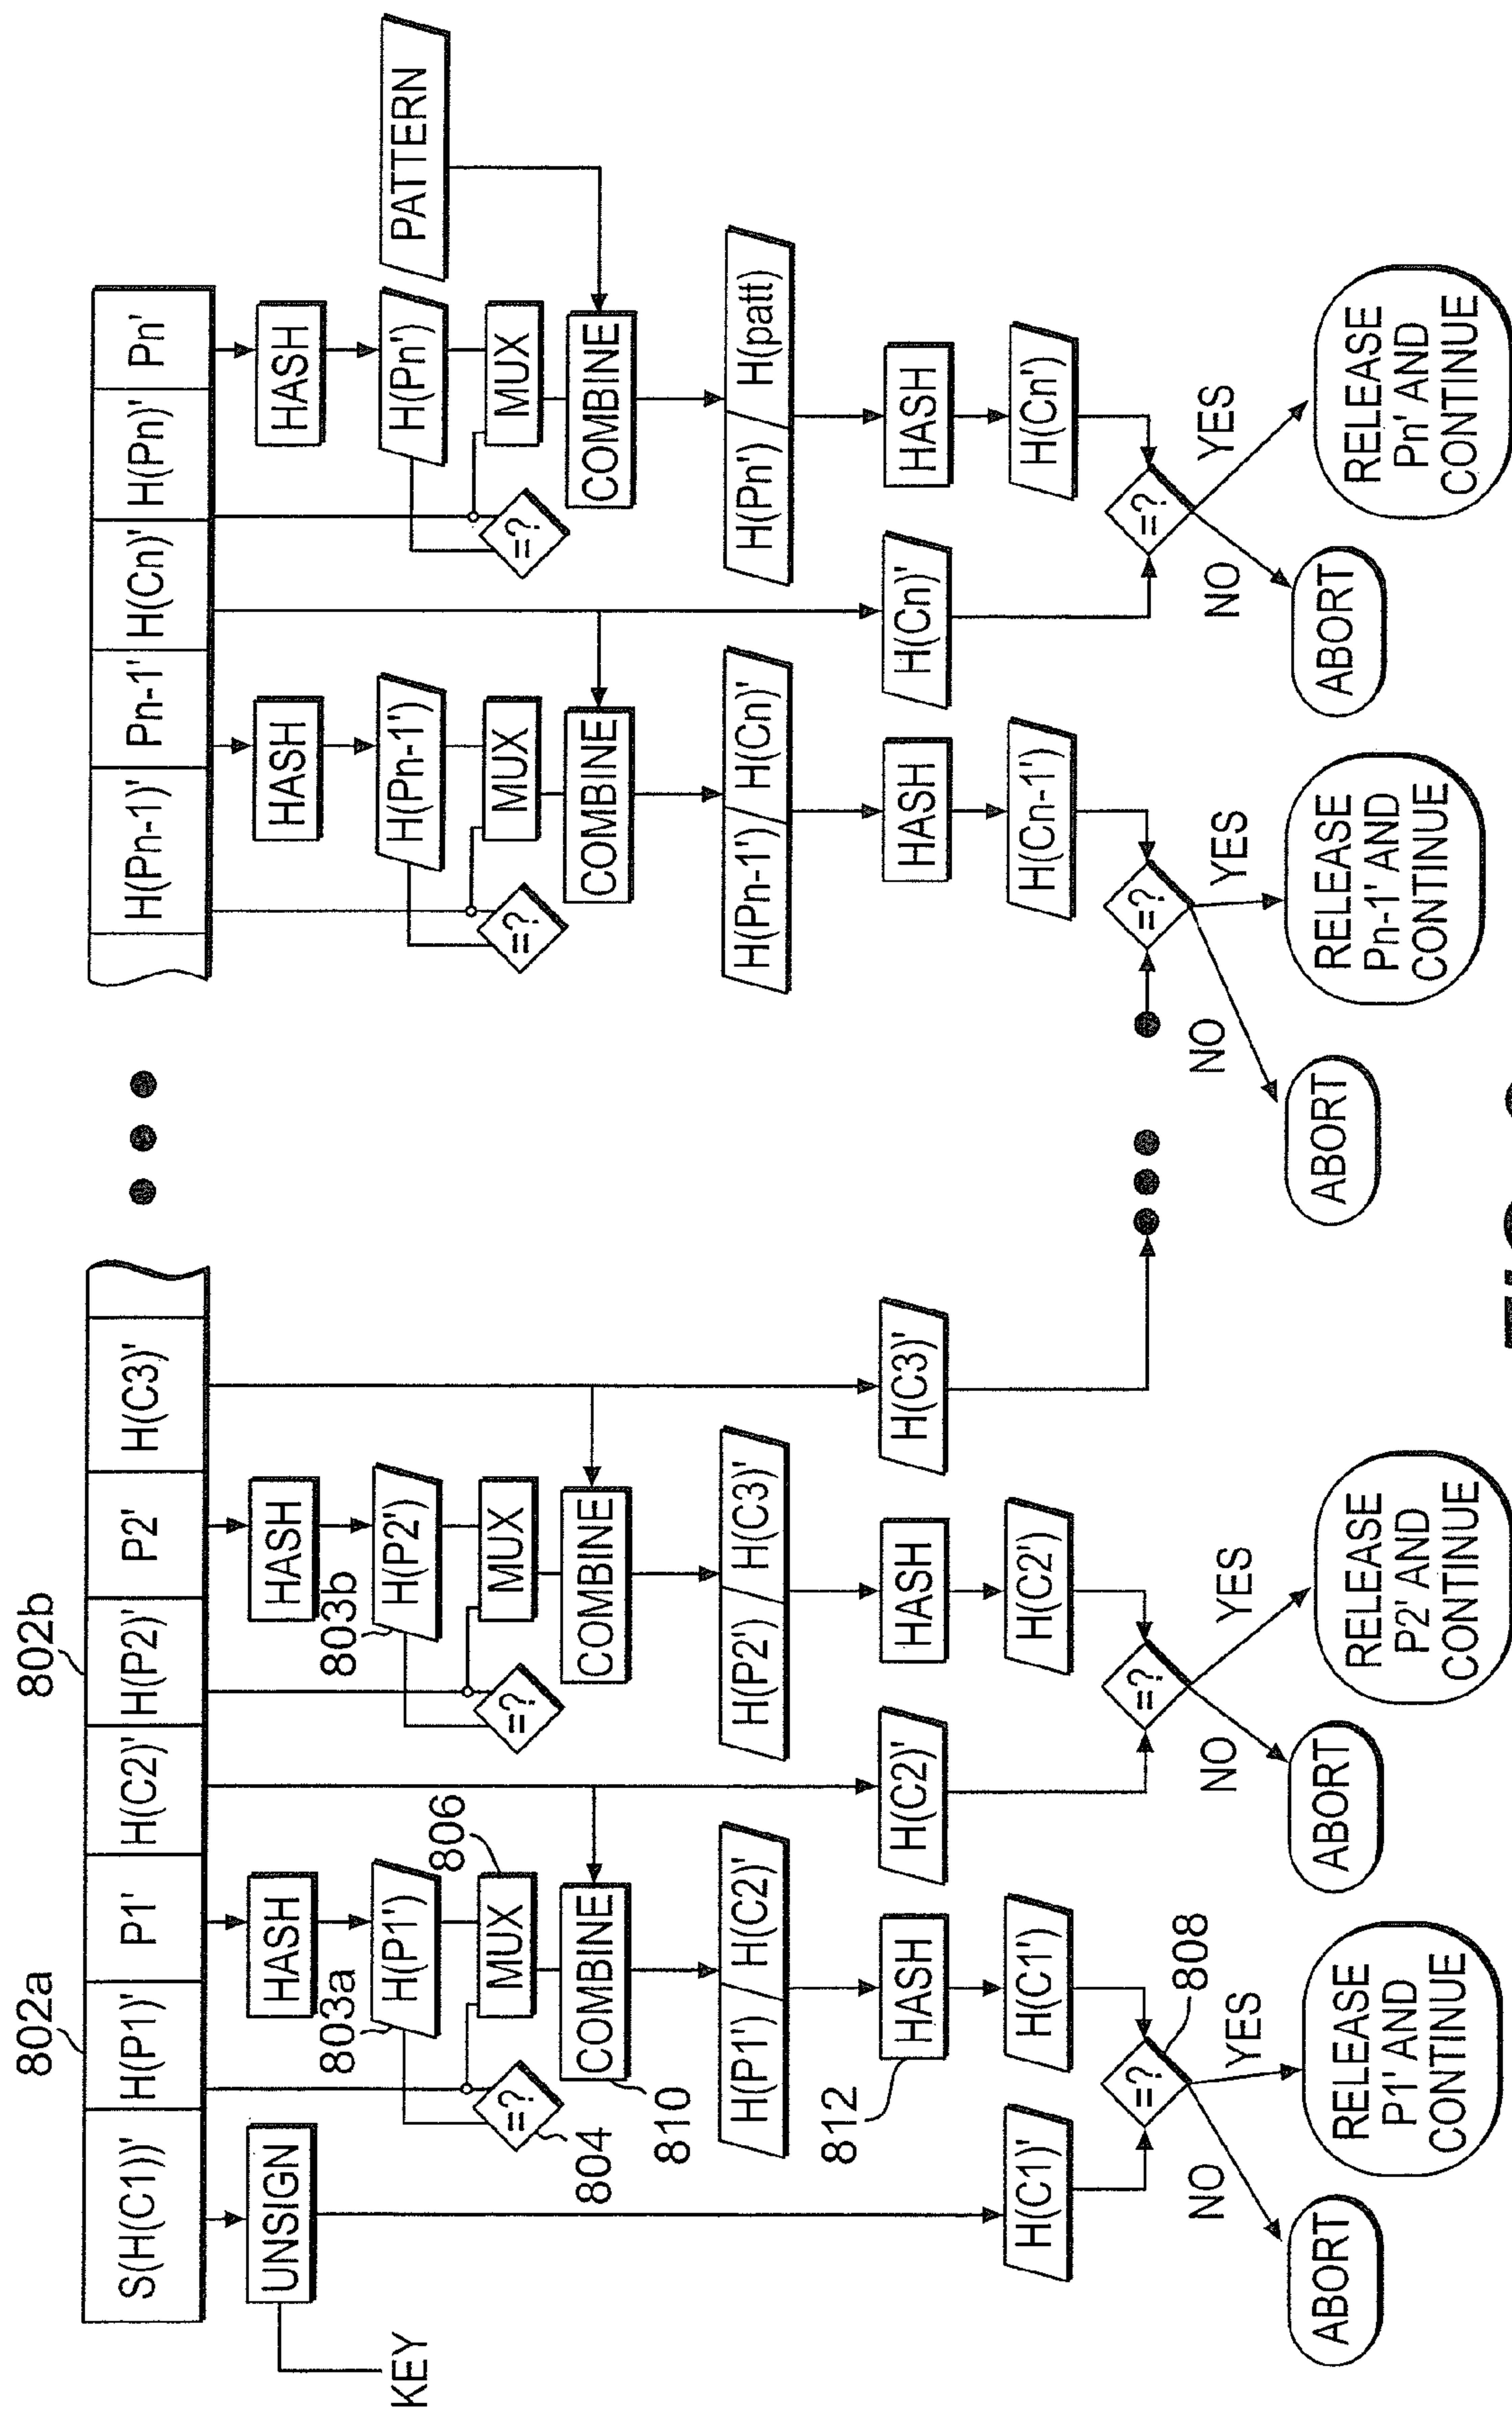 802a
802b
S(H(C1))'
H(P1)'
P1'
H(C2)'
H(P2)'
P2'
H(C3)'
H(Pn-1)'
Pn-1'
H(Cn)'
H(Pn)'
Pn'
UNSIGN
HASH
HASH
HASH
HASH
KEY
803a
H(P1')
803b
H(P2')
H(Pn-1')
H(Pn')
PATTERN
=?
MUX
806
=?
MUX
=?
MUX
=?
MUX
804
COMBINE
COMBINE
COMBINE
COMBINE
810
H(P1') / H(C2)'
H(P2') / H(C3)'
H(Pn-1') / H(Cn)'
H(Pn') / H(patt)
812
HASH
H(C2)'
HASH
H(C3)'
HASH
H(Cn)'
HASH
H(C1)'
H(C1')
H(C2')
H(Cn-1')
H(Cn')
=?
808
=?
=?
=?
NO
YES
NO
YES
NO
YES
NO
YES
ABORT
RELEASE
P1' AND
CONTINUE
ABORT
RELEASE
P2' AND
CONTINUE
ABORT
RELEASE
Pn-1' AND
CONTINUE
ABORT
RELEASE
Pn' AND
CONTINUE